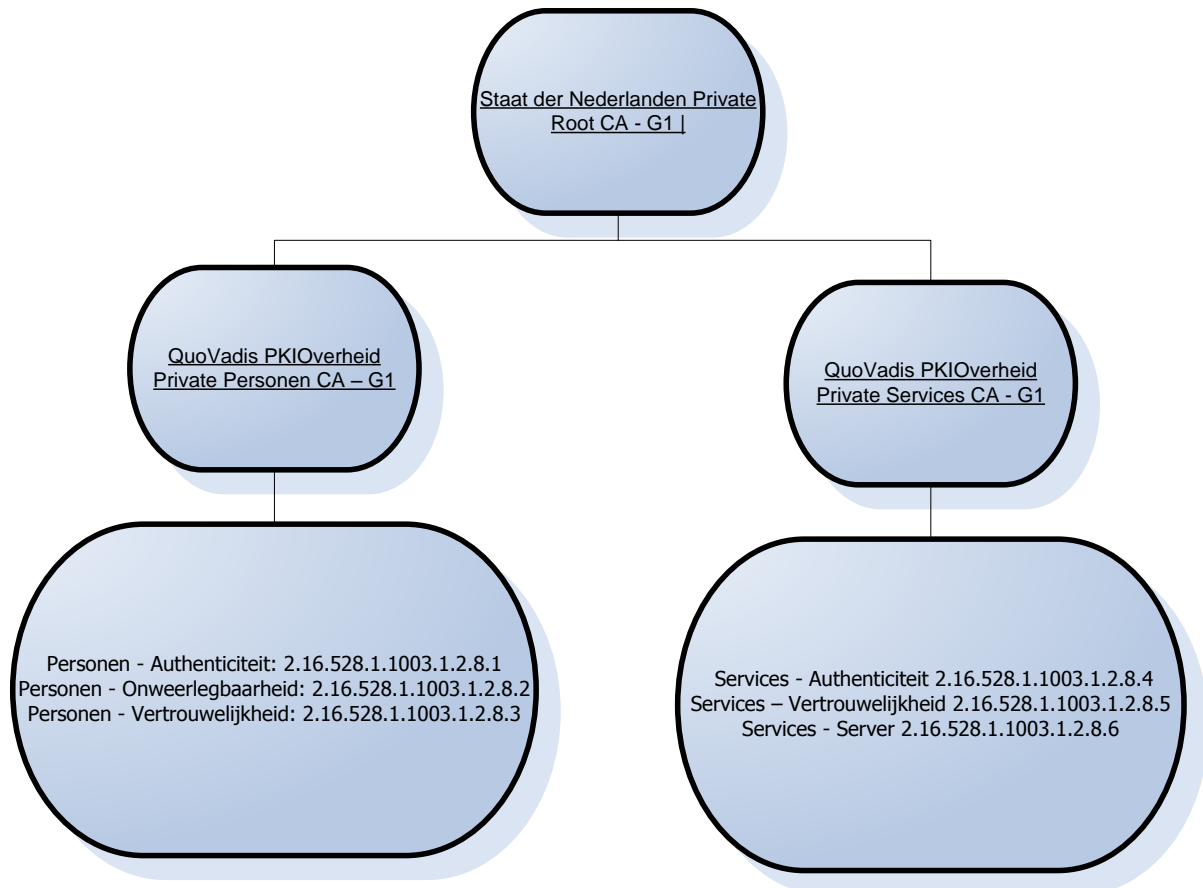 Staat der Nederlanden Private
Root CA - G1 |
QuoVadis PKIOverheid
Private Personen CA – G1
QuoVadis PKIOverheid
Private Services CA - G1
Personen - Authenticiteit: 2.16.528.1.1003.1.2.8.1
Personen - Onweerlegbaarheid: 2.16.528.1.1003.1.2.8.2
Personen - Vertrouwelijkheid: 2.16.528.1.1003.1.2.8.3
Services - Authenticiteit 2.16.528.1.1003.1.2.8.4
Services – Vertrouwelijkheid 2.16.528.1.1003.1.2.8.5
Services - Server 2.16.528.1.1003.1.2.8.6